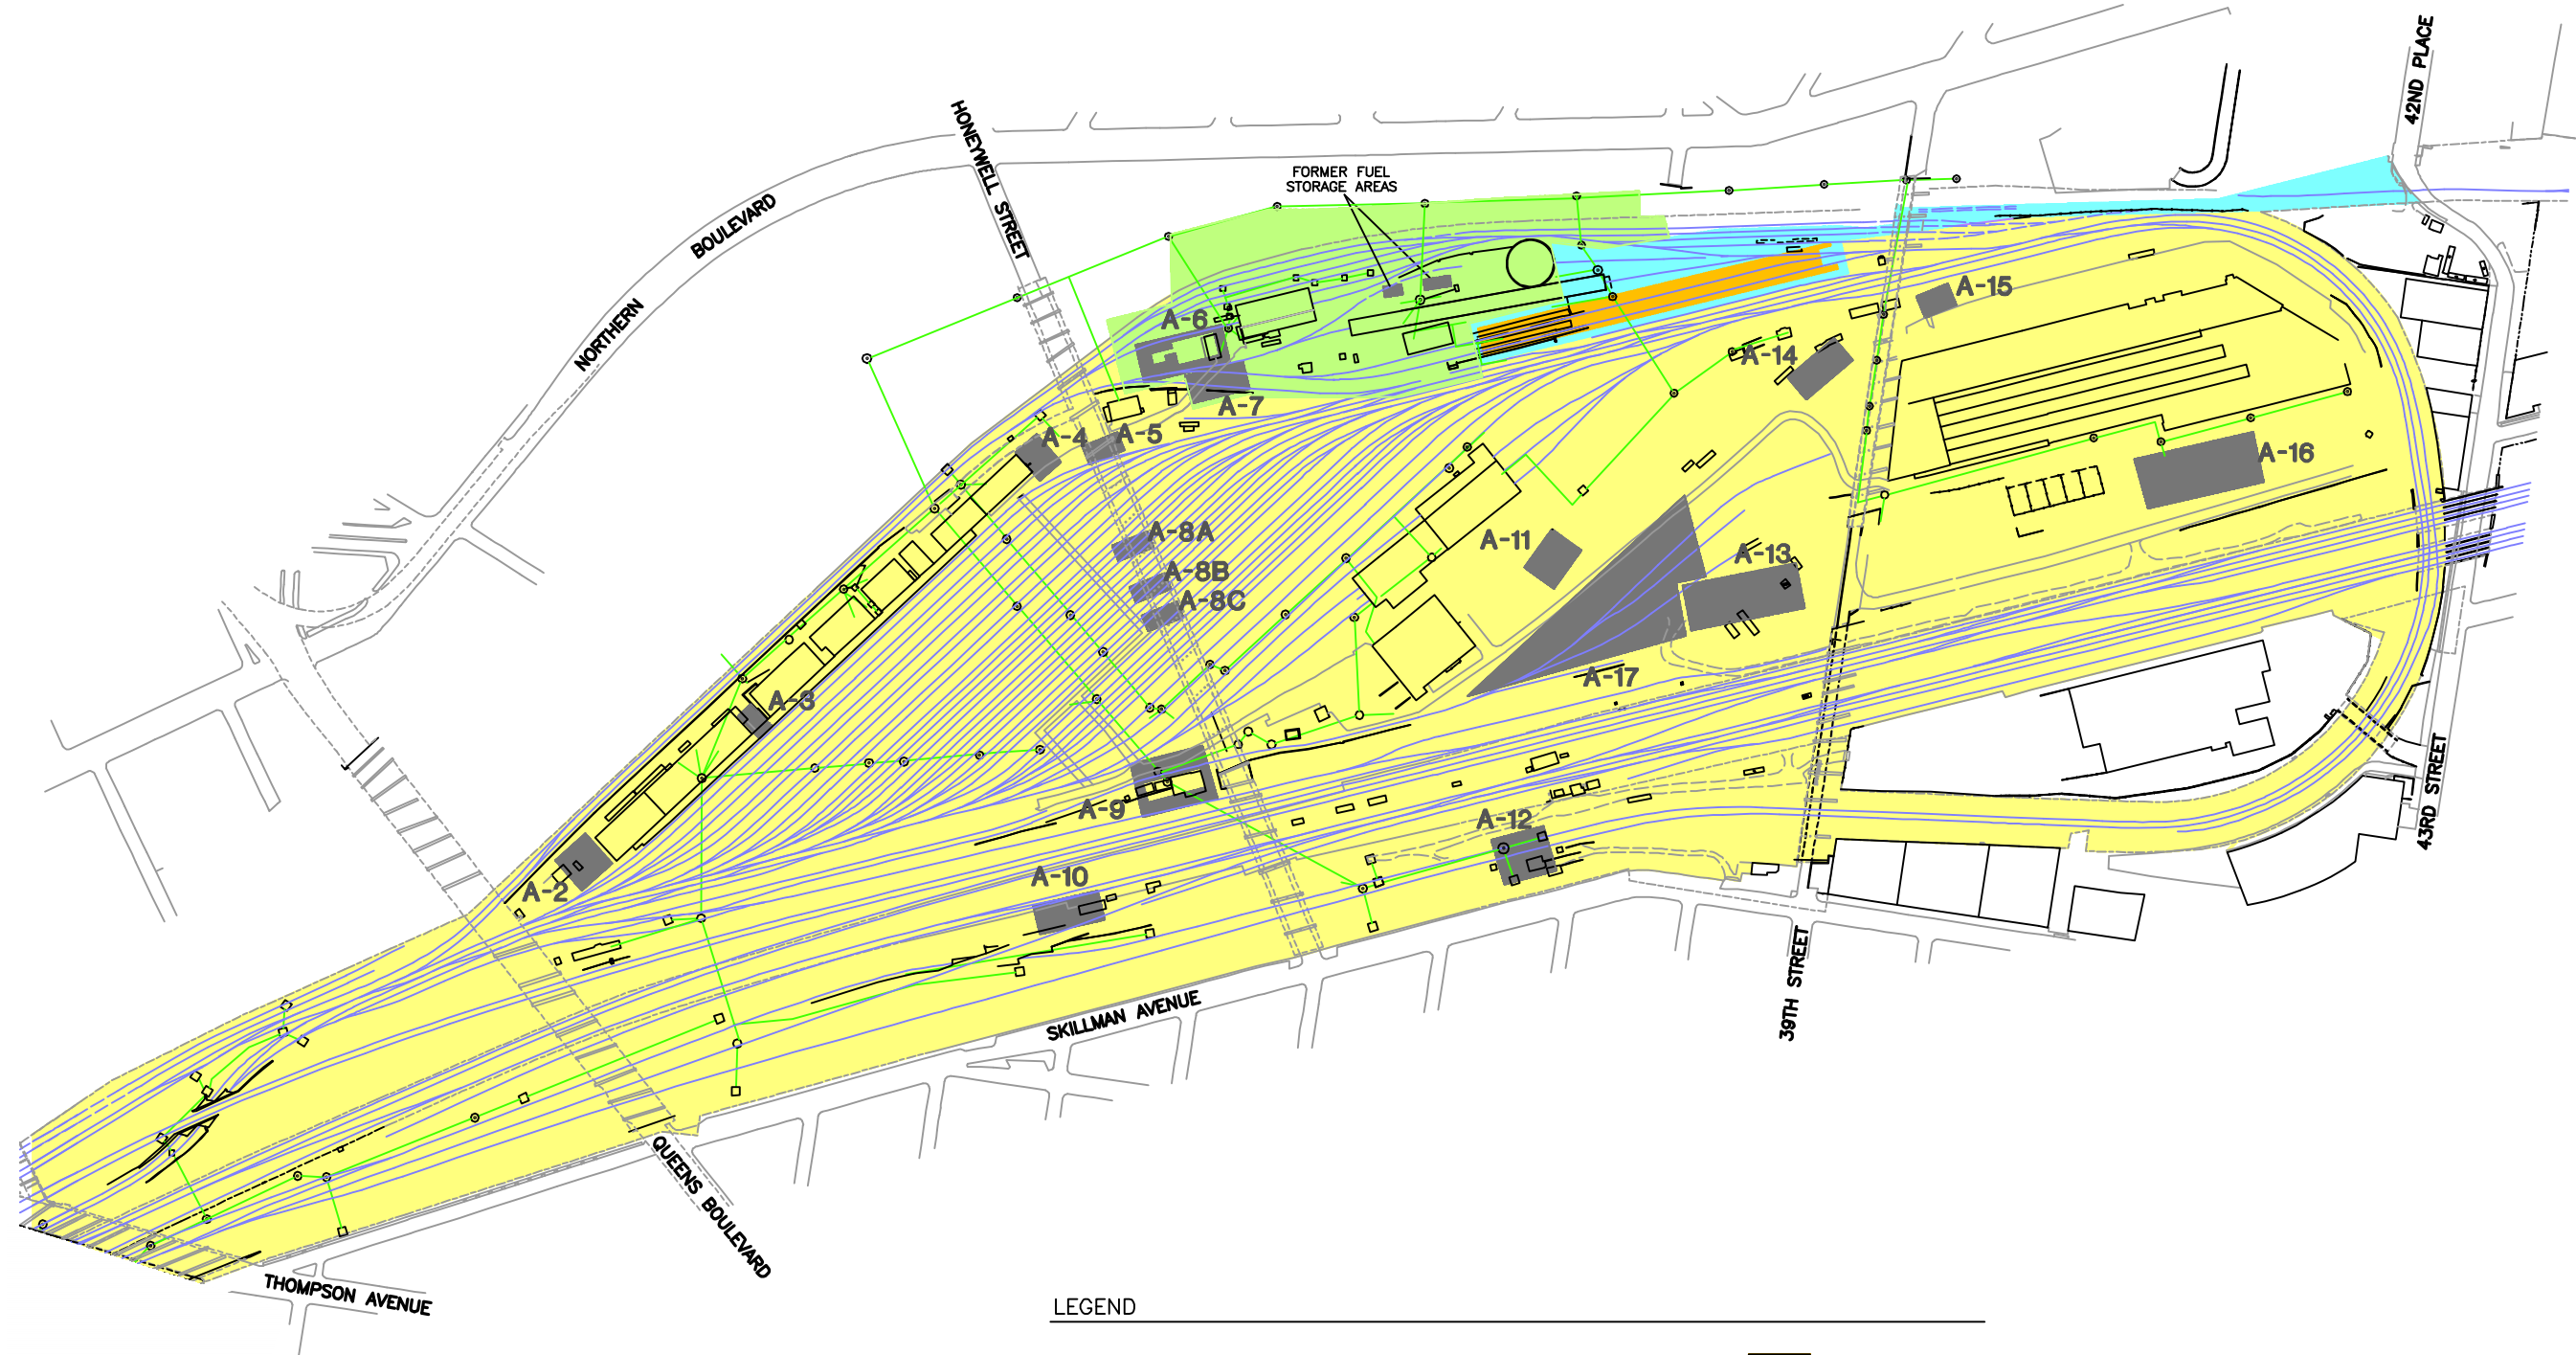 42ND PLACE
HONEYWELL STREET
FORMER FUEL
STORAGE AREAS
NORTHERN
BOULEVARD
A-15
A-6
A-14
A-7
A-4
A-5
A-16
A-8A
A-11
A-13
A-8B
A-8C
A-17
A-3
A-9
A-12
43RD STREET
A-10
A-2
39TH STREET
SKILLMAN AVENUE
QUEENS BOULEVARD
THOMPSON AVENUE
LEGEND